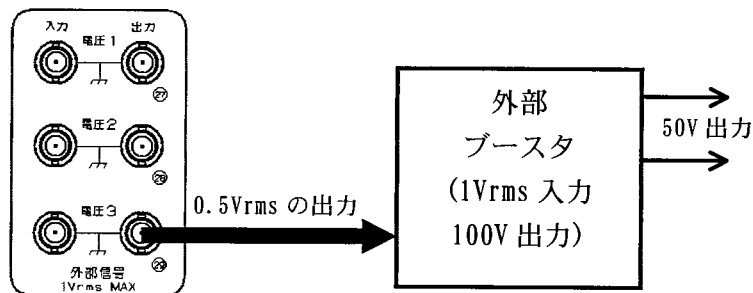 入力 出力
電圧1
㉗
電圧2
㉘
電圧3
㉙
外部信号
1Vrms MAX
0.5Vrms の出力
外部
ブースタ
(1Vrms 入力
100V 出力)
50V 出力